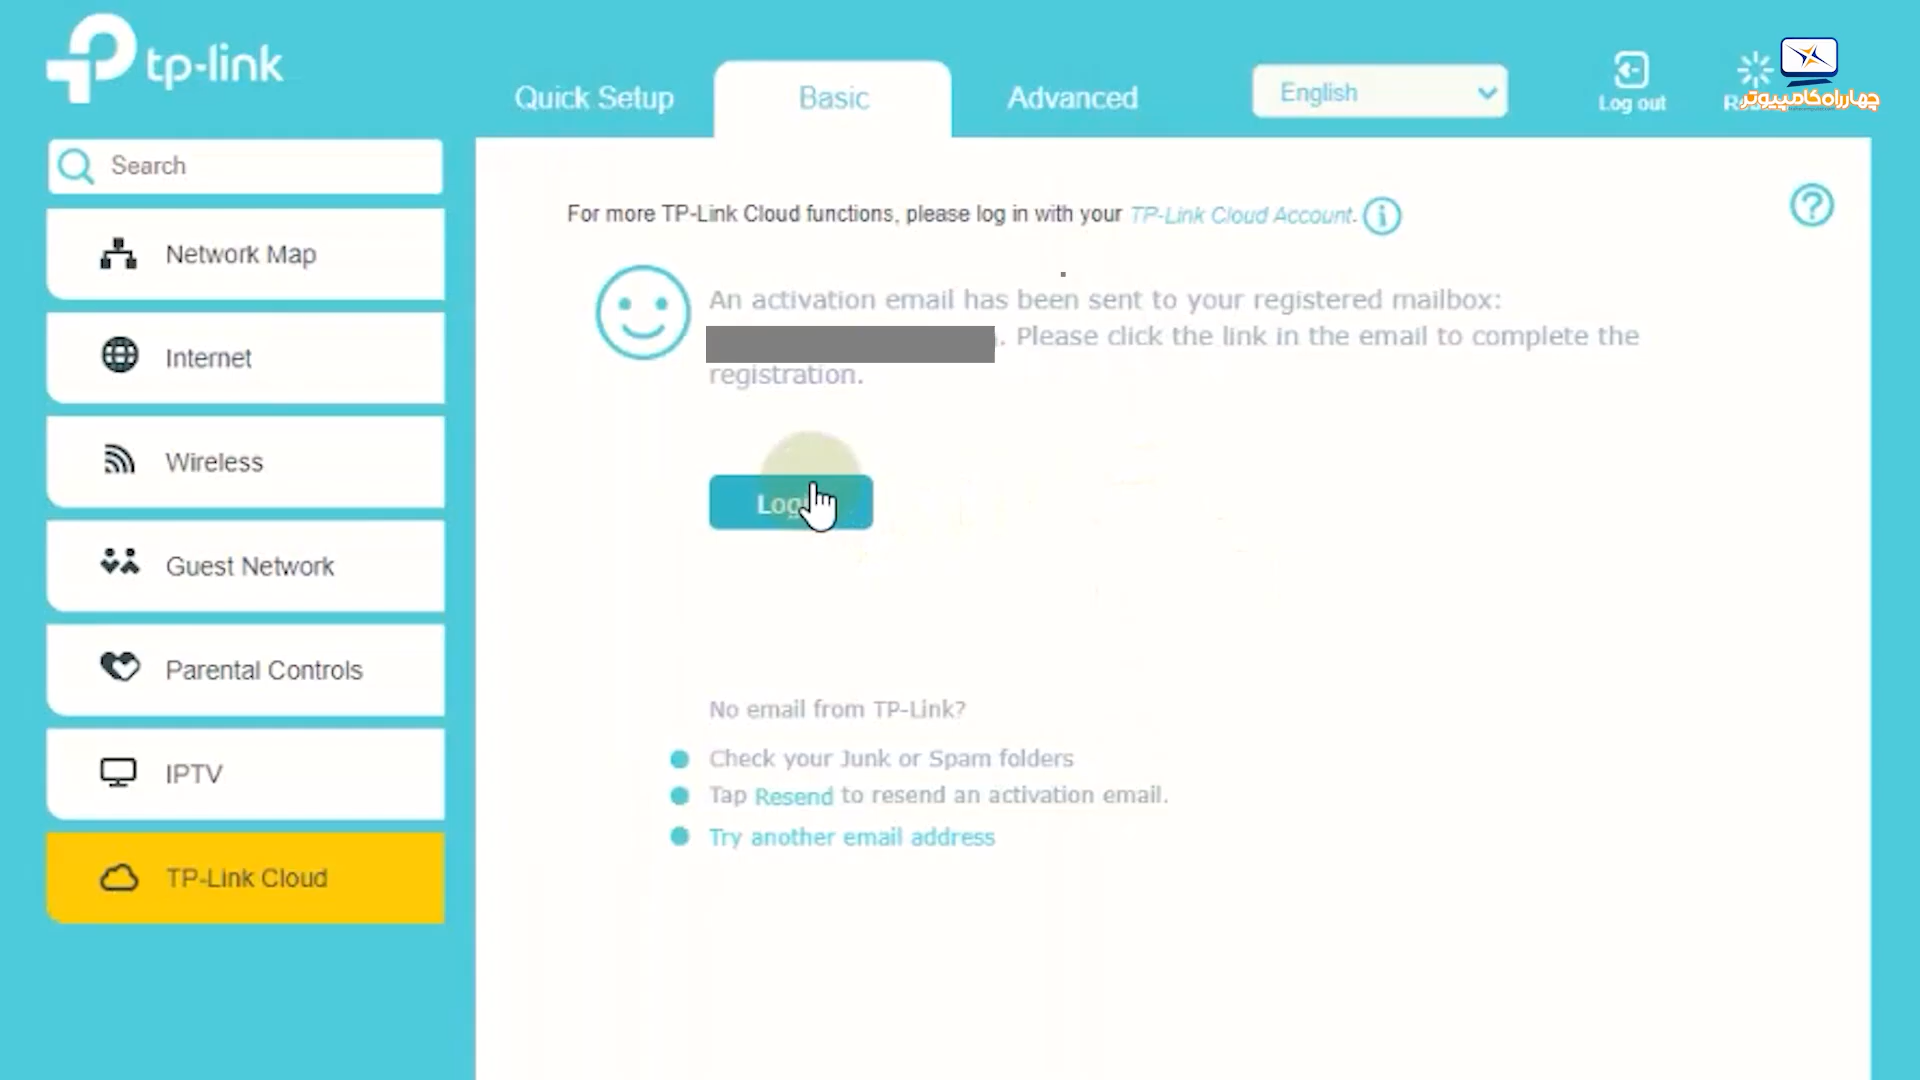 tp-link
Quick Setup
Basic
Advanced
English
Log out
چهارراه کامپیوتر
Search
Network Map
Internet
Wireless
Guest Network
Parental Controls
IPTV
TP-Link Cloud
For more TP-Link Cloud functions, please log in with your TP-Link Cloud Account.
An activation email has been sent to your registered mailbox:
. Please click the link in the email to complete the
registration.
No email from TP-Link?
Check your Junk or Spam folders
Tap Resend to resend an activation email.
Try another email address